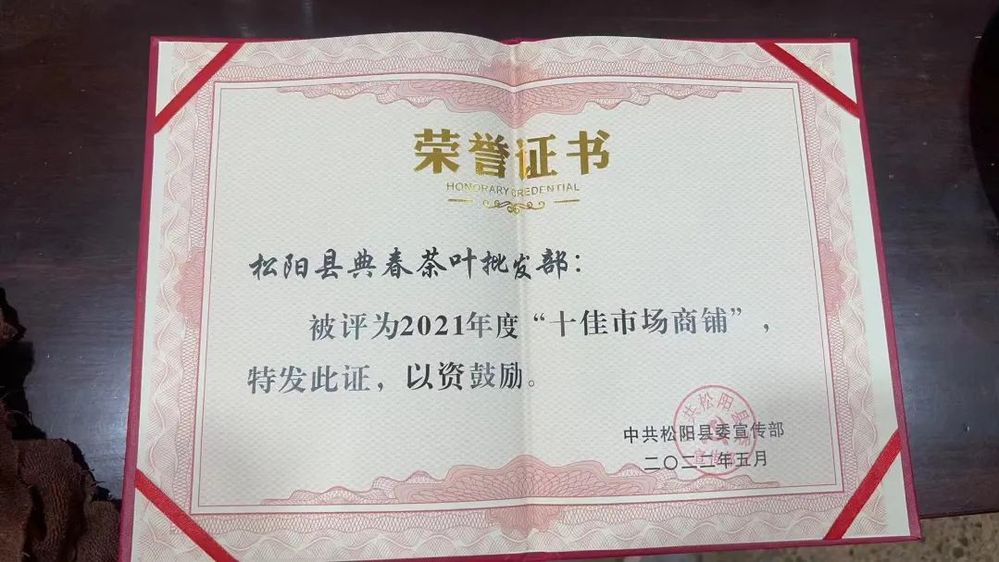 荣誉证书
HONORARY CREDENTIAL
松阳县典春茶叶批发部：
被评为2021年度“十佳市场商铺”，
特发此证，以资鼓励。
中共松阳县委宣传部
二〇二二年五月